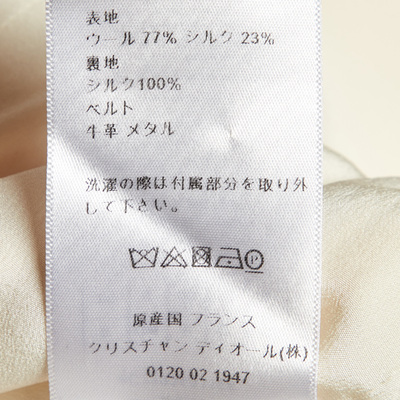 表地
ウール 77% シルク 23%
裏地
シルク100%
ベルト
牛革 メタル
洗濯の際は付属部分を取り外
して下さい。
P
原産国 フランス
クリスチャン ディオール(株)
0120 02 1947